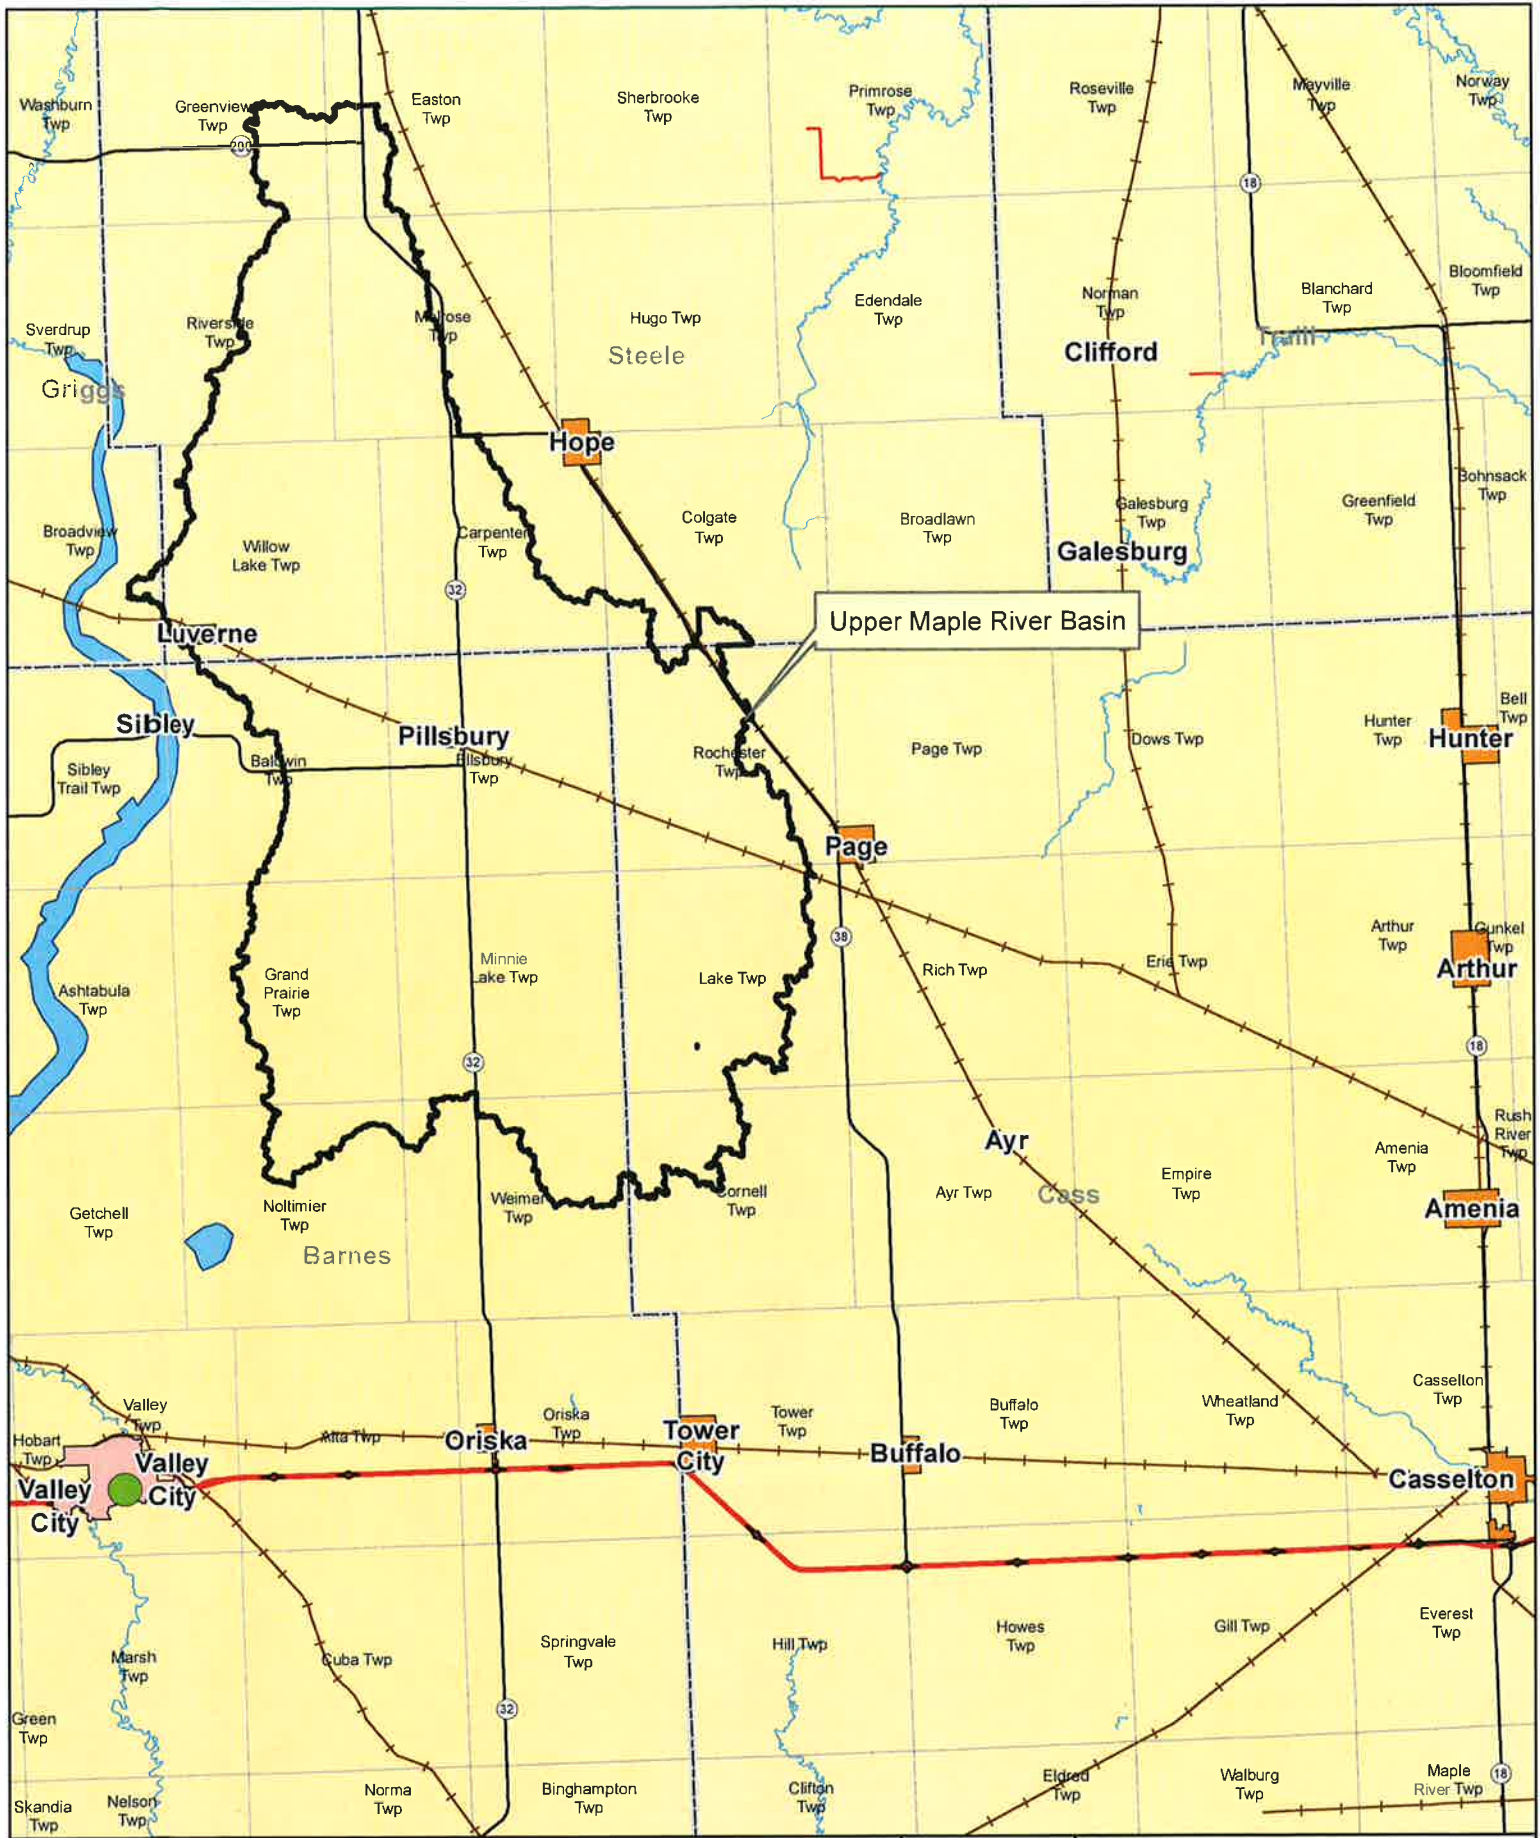 Washburn
Twp
Greenview
Twp
Easton
Twp
Sherbrooke
Twp
Primrose
Twp
Roseville
Twp
Mayville
Twp
Norway
Twp
200
18
Sverdrup
Twp
Griggs
Riverside
Twp
Melrose
Twp
Hugo Twp
Steele
Edendale
Twp
Norman
Twp
Clifford
Blanchard
Twp
Traill
Bloomfield
Twp
Hope
Broadview
Twp
Willow
Lake Twp
Carpenter
Twp
Colgate
Twp
Broadlawn
Twp
Galesburg
Twp
Galesburg
Greenfield
Twp
Bohnsack
Twp
32
Luverne
Upper Maple River Basin
Sibley
Sibley
Trail Twp
Baldwin
Twp
Pillsbury
Ellsbury
Twp
Rochester
Twp
Page Twp
Dows Twp
Hunter
Twp
Bell
Twp
Hunter
Page
38
Ashtabula
Twp
Grand
Prairie
Twp
Minnie
Lake Twp
Lake Twp
Rich Twp
Erie Twp
Arthur
Twp
Gunkel
Twp
Arthur
32
18
Ayr
Rush
River
Twp
Amenia
Twp
Getchell
Twp
Noltimier
Twp
Barnes
Weimer
Twp
Cornell
Twp
Ayr Twp
Cass
Empire
Twp
Amenia
Valley
Twp
Hobart
Twp
Valley
City
Valley
City
Alta Twp
Oriska
Oriska
Twp
Tower
City
Tower
Twp
Buffalo
Buffalo
Twp
Wheatland
Twp
Casselton
Twp
Casselton
Marsh
Twp
Cuba Twp
Springvale
Twp
Hill Twp
Howes
Twp
Gill Twp
Everest
Twp
Green
Twp
32
Skandia
Twp
Nelson
Twp
Norma
Twp
Binghampton
Twp
Clifton
Twp
Eldred
Twp
Walburg
Twp
Maple
River Twp
18